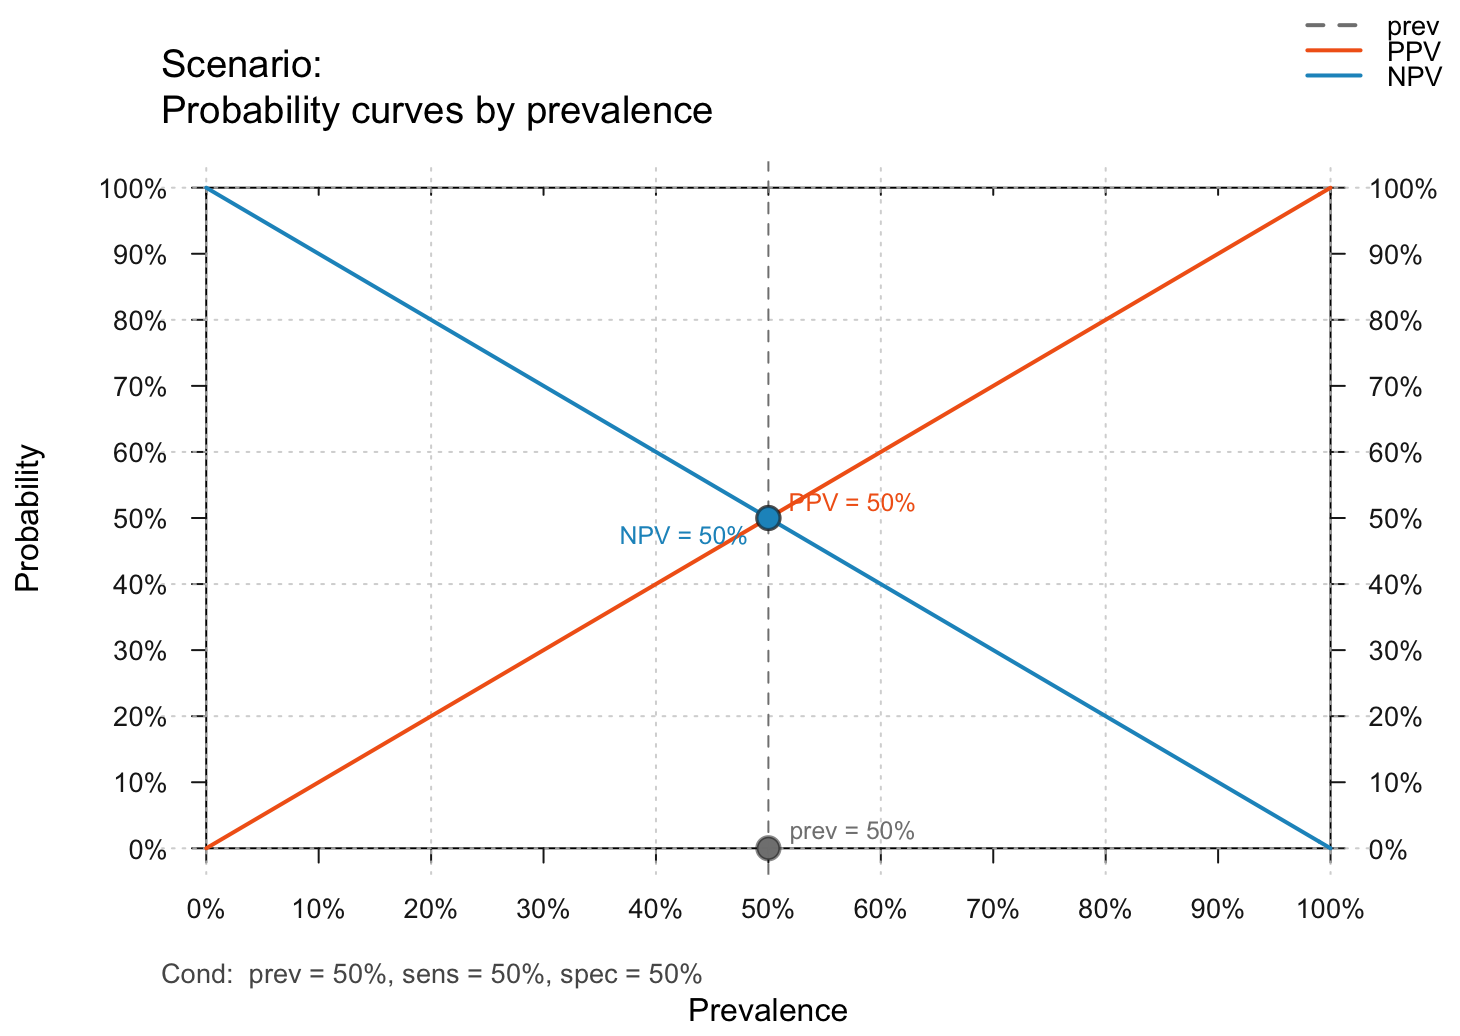 prev
PPV
NPV
Scenario:
Probability curves by prevalence
100% 100%
90% 90%
80% 80%
70% 70%
60% 60%
PPV = 50%
50% 50%
NPV = 50%
40% 40%
30% 30%
20% 20%
10% 10%
prev = 50%
0% 0%
0% 10% 20% 30% 40% 50% 60% 70% 80% 90% 100%
Probability
Cond:  prev = 50%, sens = 50%, spec = 50%
Prevalence